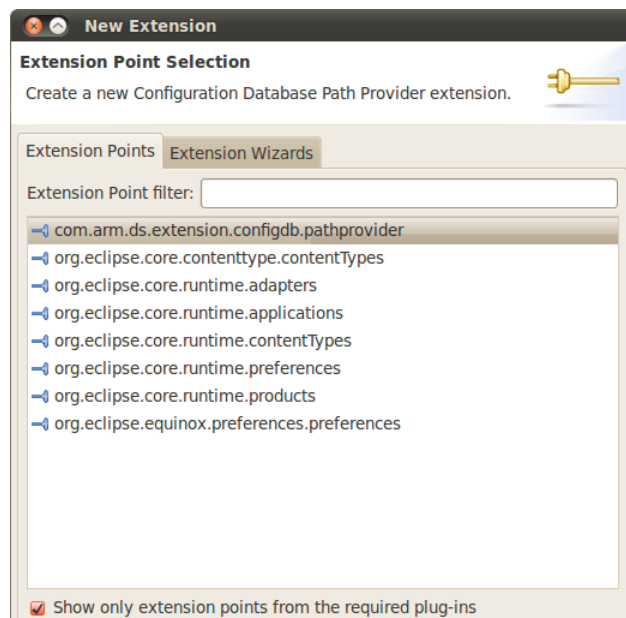 New Extension
Extension Point Selection
Create a new Configuration Database Path Provider extension.
Extension Points Extension Wizards
Extension Point filter:
com.arm.ds.extension.configdb.pathprovider
org.eclipse.core.contenttype.contentTypes
org.eclipse.core.runtime.adapters
org.eclipse.core.runtime.applications
org.eclipse.core.runtime.contentTypes
org.eclipse.core.runtime.preferences
org.eclipse.core.runtime.products
org.eclipse.equinox.preferences.preferences
Show only extension points from the required plug-ins